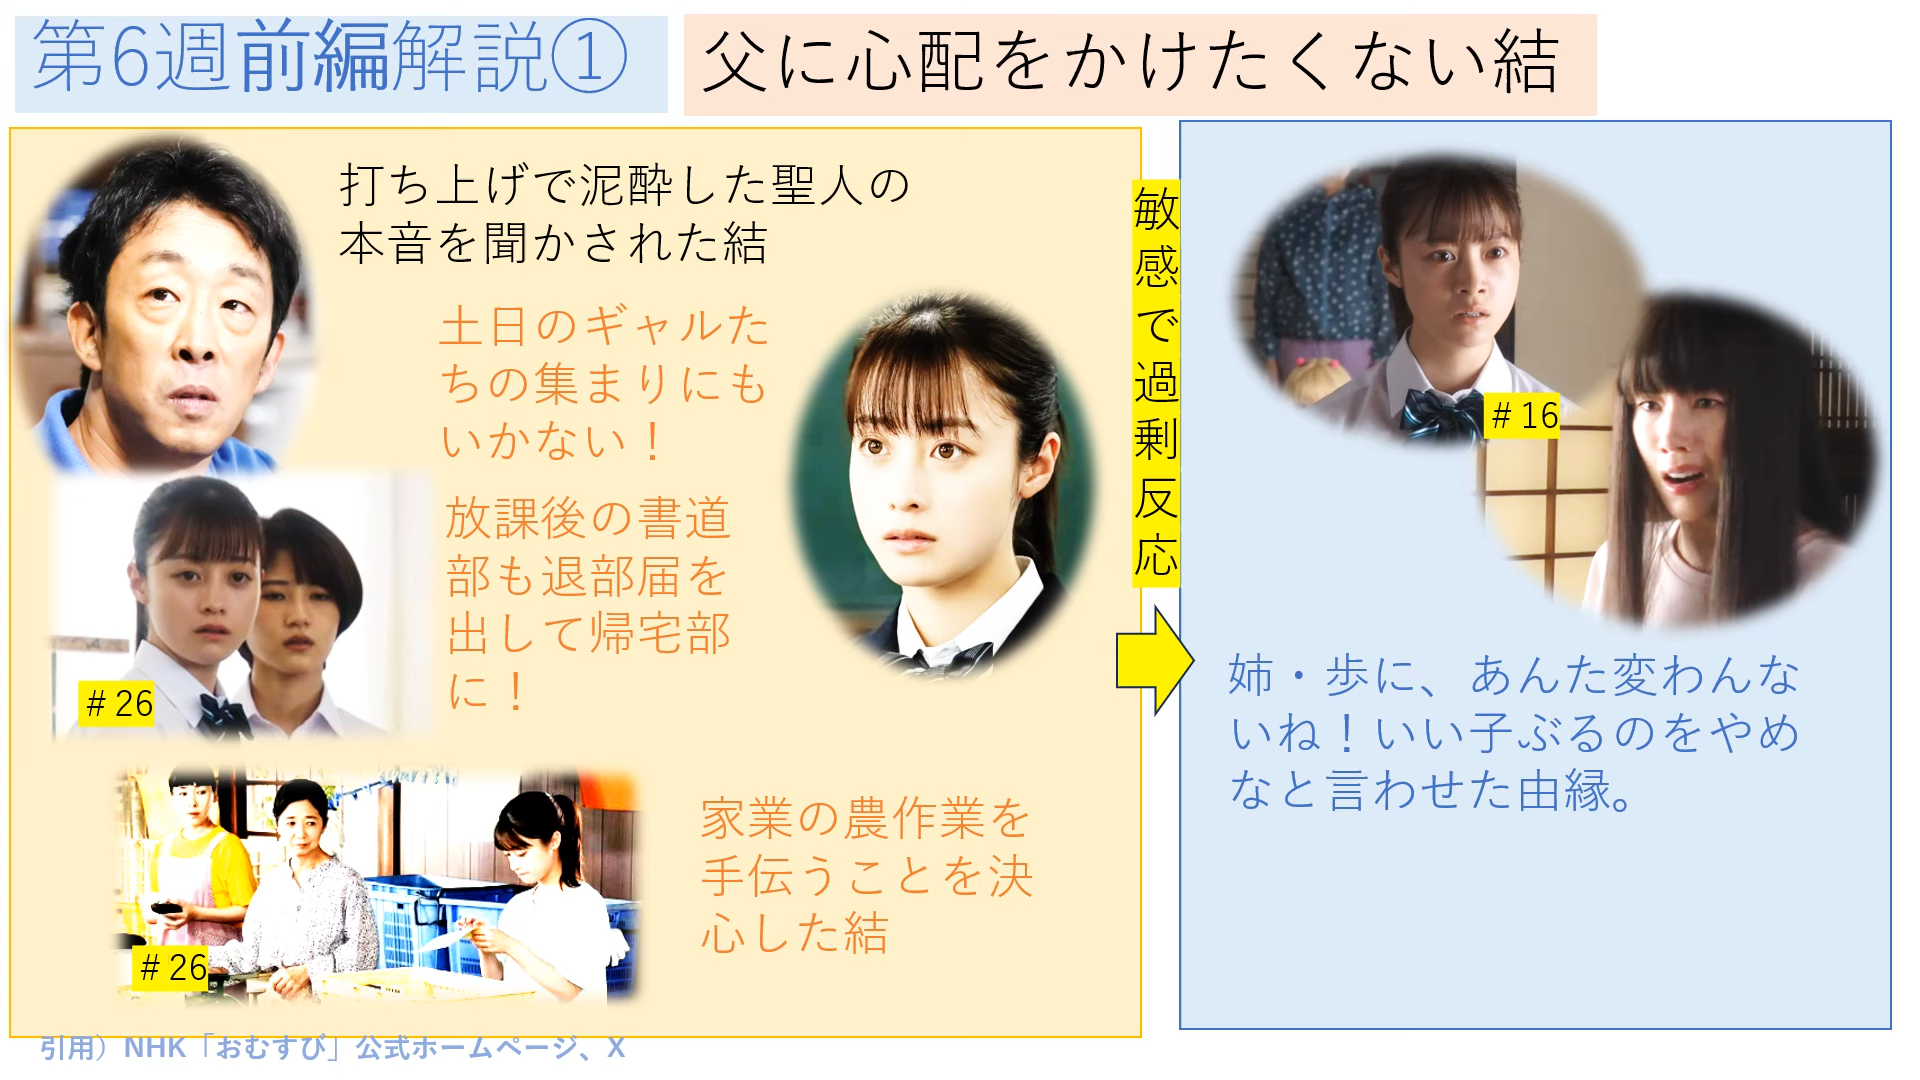 第6週前編解説①
父に心配をかけたくない結
打ち上げで泥酔した聖人の
本音を聞かされた結
土日のギャルた
ちの集まりにも
いかない！
放課後の書道
部も退部届を
出して帰宅部
に！
＃26
家業の農作業を
手伝うことを決
心した結
＃26
敏感で過剰反応
＃16
姉・歩に、あんた変わんな
いね！いい子ぶるのをやめ
なと言わせた由縁。
引用）NHK「おむすび」公式ホームページ、X